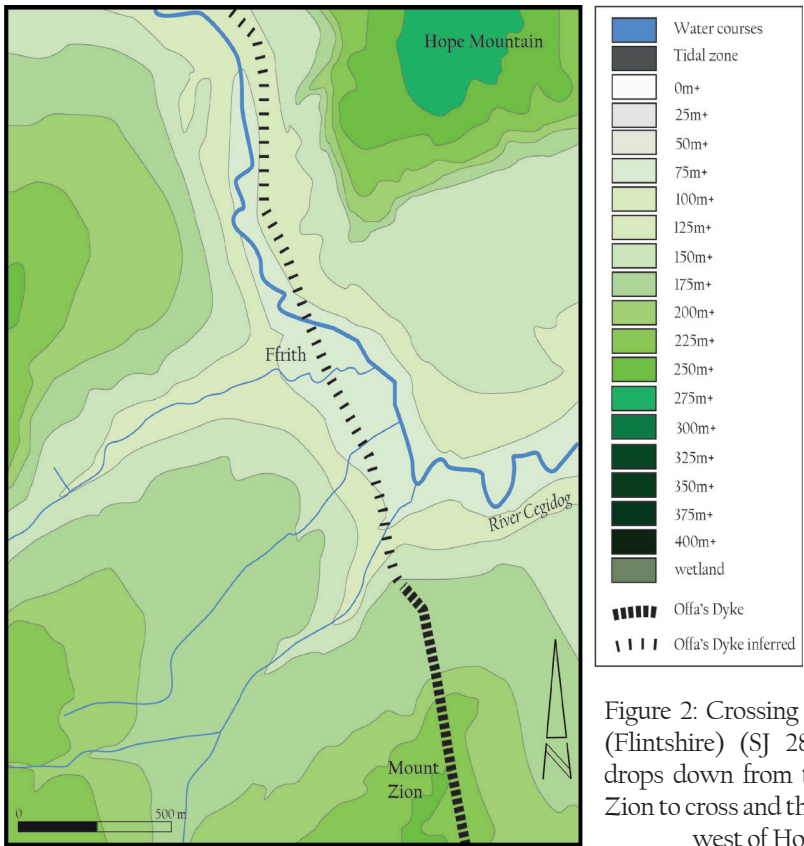 Hope Mountain
Ffrith
River Cegidog
Mount
Zion
0 500 m
N
Water courses
Tidal zone
0m+
25m+
50m+
75m+
100m+
125m+
150m+
175m+
200m+
225m+
250m+
275m+
300m+
325m+
350m+
375m+
400m+
wetland
Offa's Dyke
Offa's Dyke inferred
Figure 2: Crossing
(Flintshire) (SJ 28
drops down from t
Zion to cross and th
west of Ho